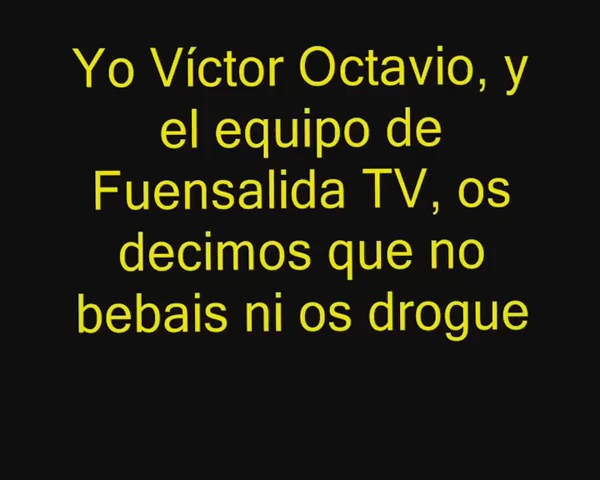 Yo Víctor Octavio, y
el equipo de
Fuensalida TV, os
decimos que no
bebais ni os drogue